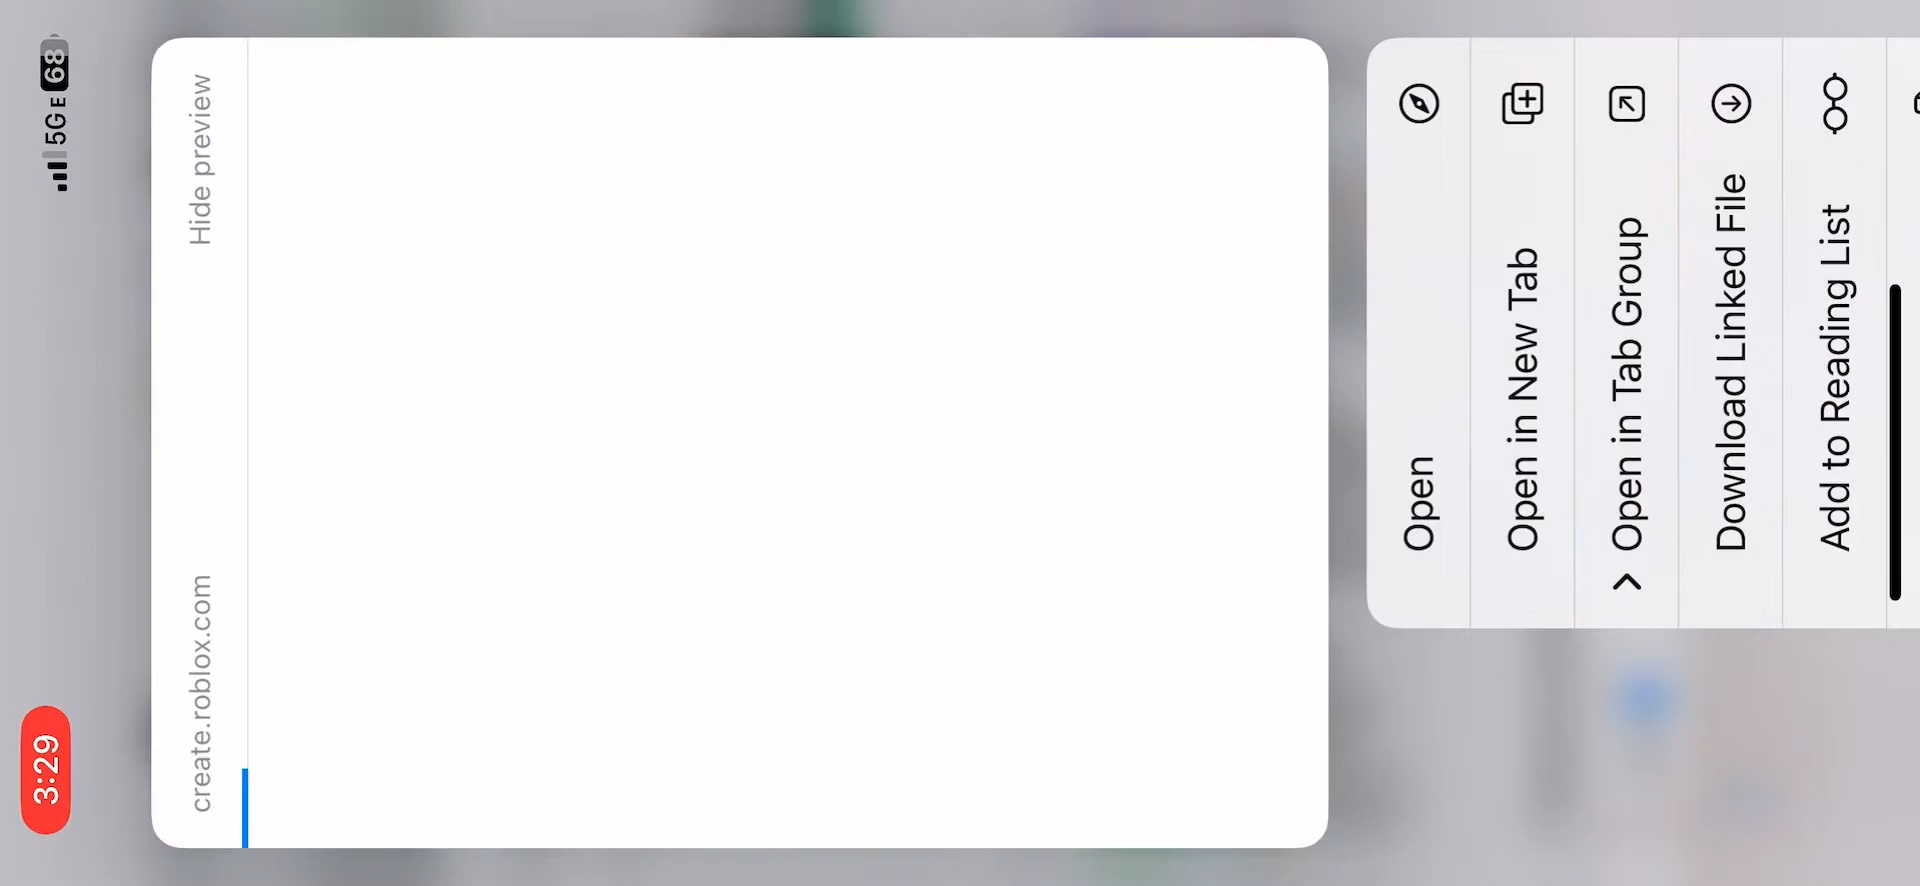 3:29
5GE 68
create.roblox.com
Hide preview
Open
Open in New Tab
Open in Tab Group
Download Linked File
Add to Reading List